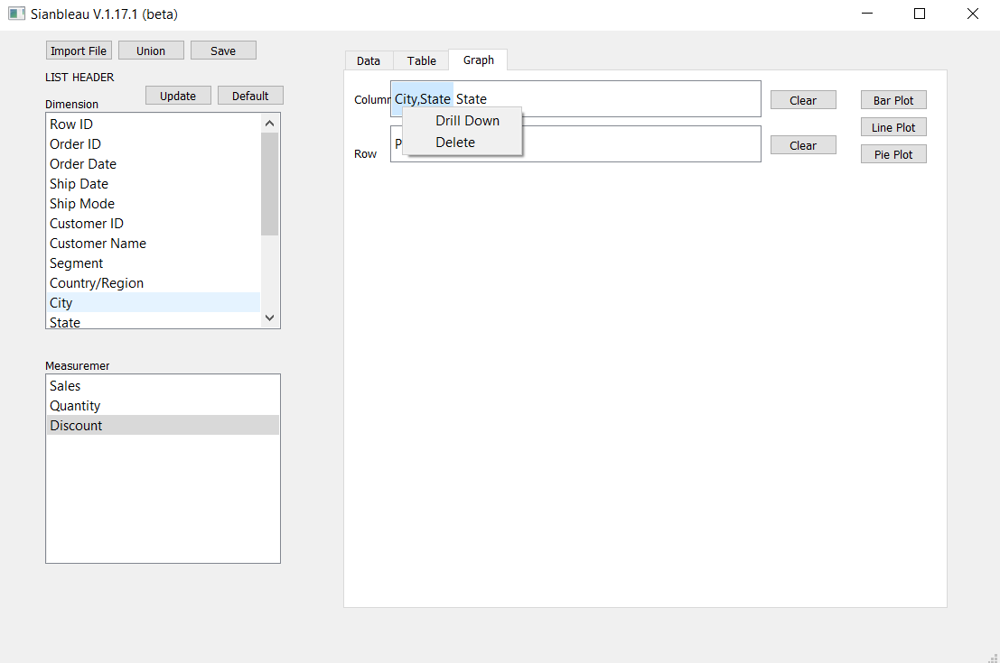 Sianbleau V.1.17.1 (beta)
Import File
Union
Save
LIST HEADER
Update
Default
Dimension
Row ID
Order ID
Order Date
Ship Date
Ship Mode
Customer ID
Customer Name
Segment
Country/Region
City
State
Measuremer
Sales
Quantity
Discount
Data
Table
Graph
Column
City,State State
Clear
Drill Down
Delete
Row
P
Clear
Bar Plot
Line Plot
Pie Plot